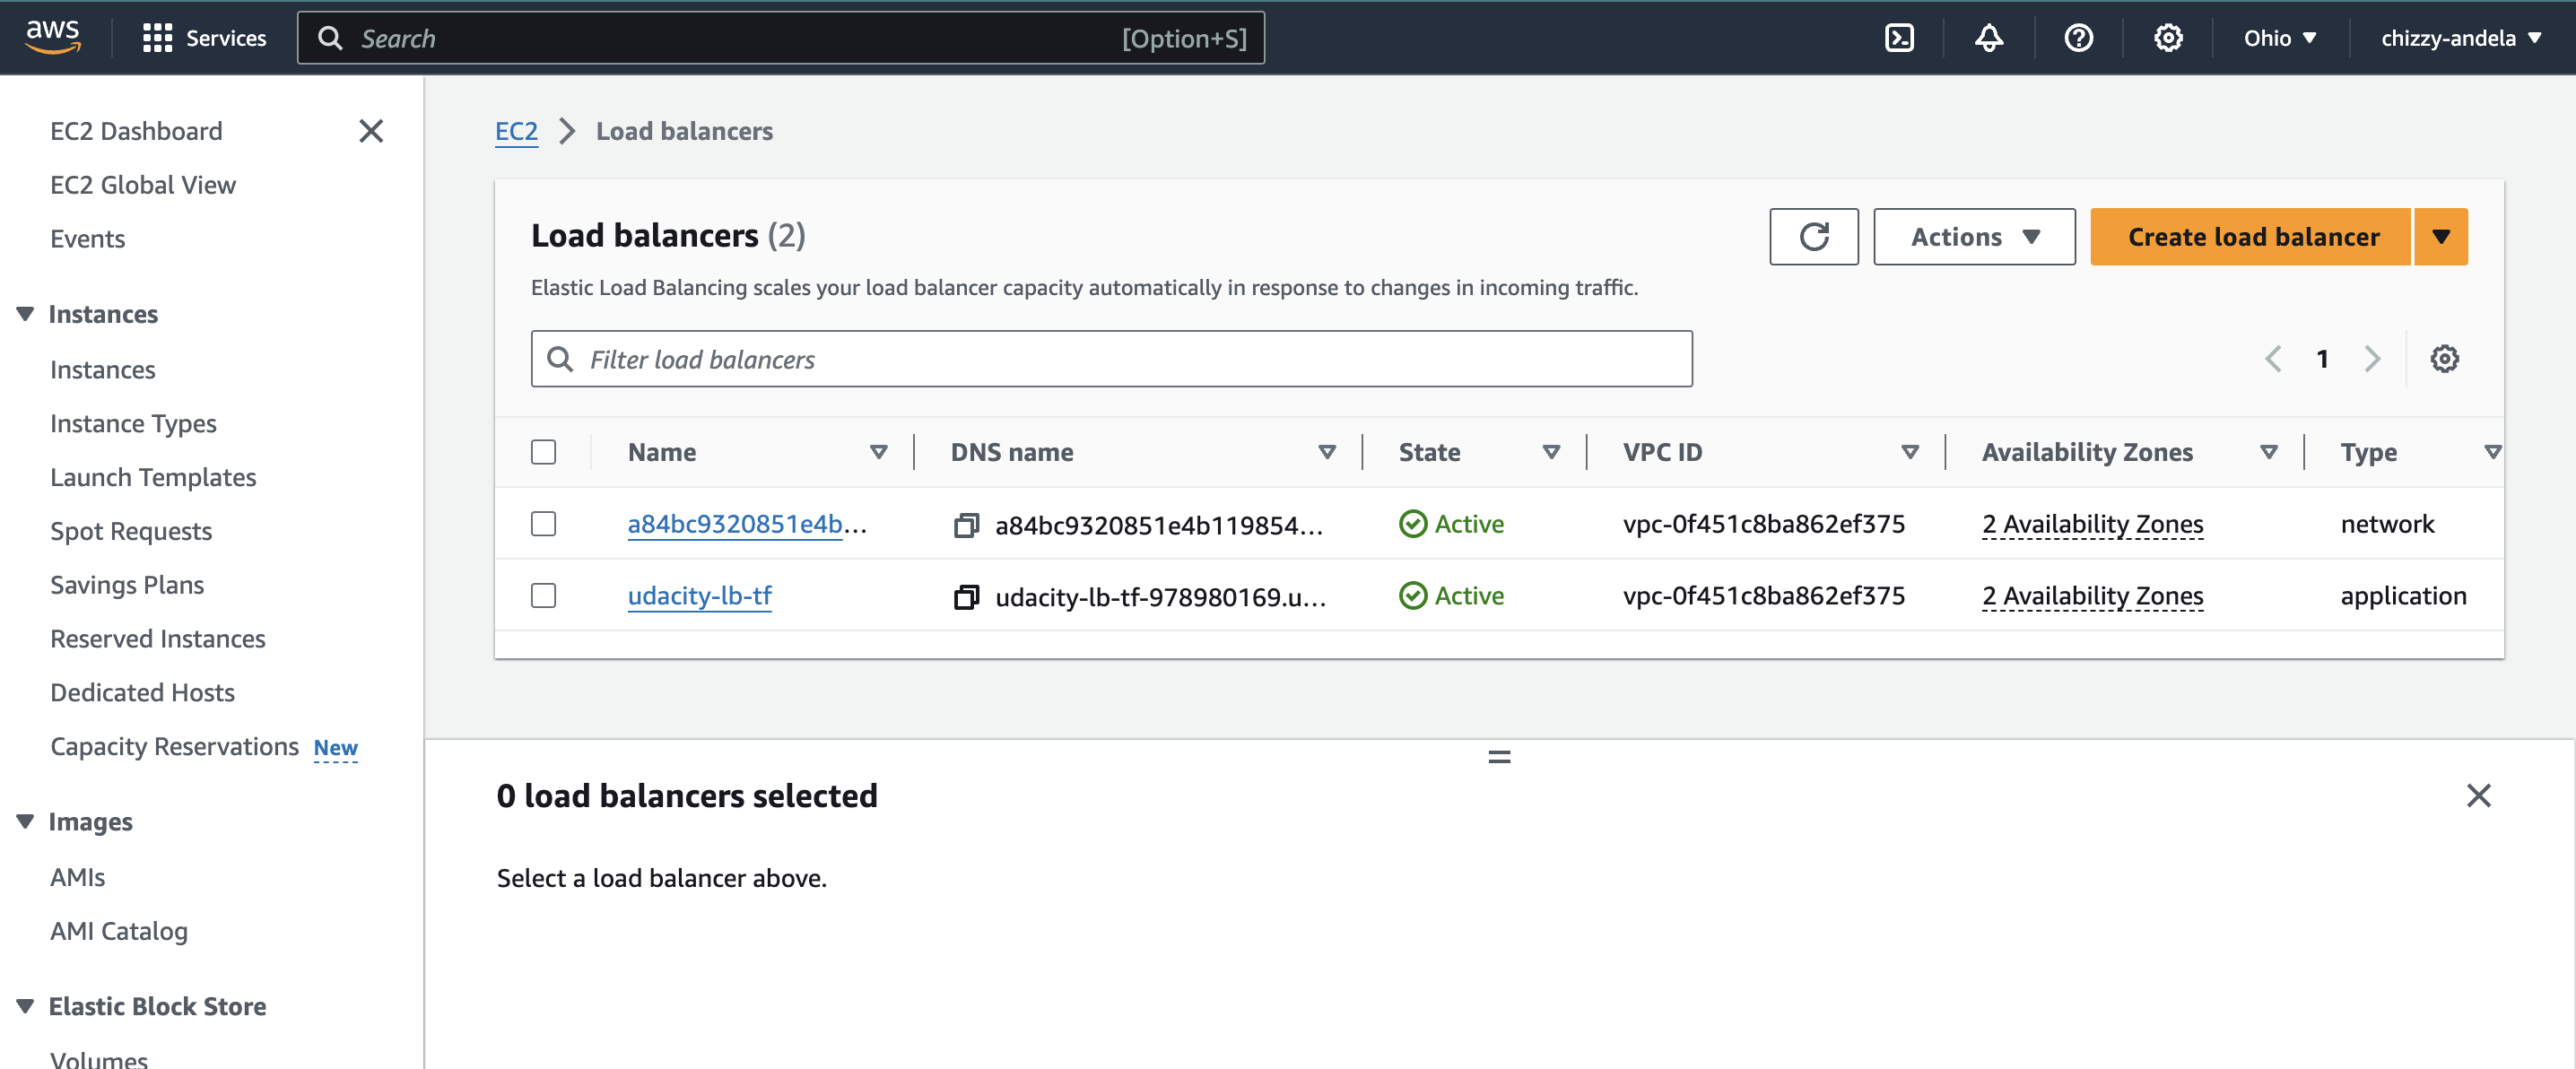 aws Services Search [Option+S] Ohio chizzy-andela
EC2 Dashboard
EC2 Global View
Events
Instances
Instances
Instance Types
Launch Templates
Spot Requests
Savings Plans
Reserved Instances
Dedicated Hosts
Capacity Reservations New
Images
AMIs
AMI Catalog
Elastic Block Store
Volumes
EC2 Load balancers
Load balancers (2)
Actions
Create load balancer
Elastic Load Balancing scales your load balancer capacity automatically in response to changes in incoming traffic.
Filter load balancers
1
Name DNS name State VPC ID Availability Zones Type
a84bc9320851e4b... a84bc9320851e4b119854... Active vpc-0f451c8ba862ef375 2 Availability Zones network
udacity-lb-tf udacity-lb-tf-978980169.u... Active vpc-0f451c8ba862ef375 2 Availability Zones application
0 load balancers selected
Select a load balancer above.